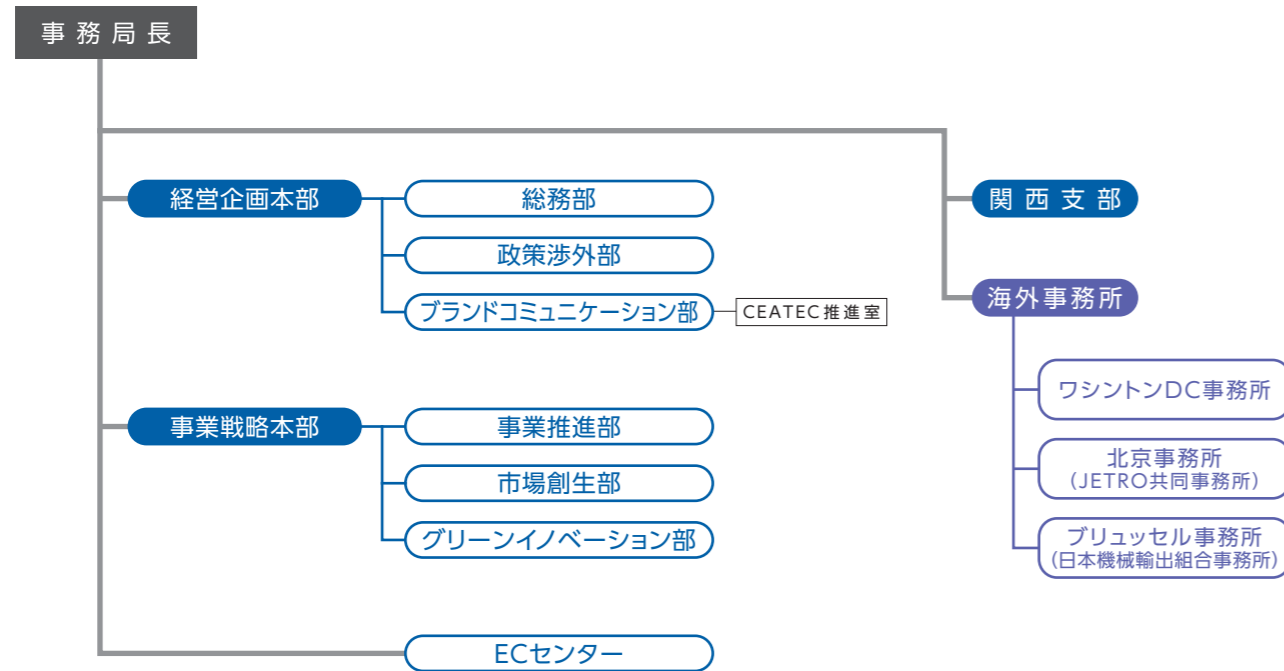 事務局長
経営企画本部
総務部
政策渉外部
ブランドコミュニケーション部
CEATEC推進室
事業戦略本部
事業推進部
市場創生部
グリーンイノベーション部
ECセンター
関西支部
海外事務所
ワシントンDC事務所
北京事務所
（JETRO共同事務所）
ブリュッセル事務所
(日本機械輸出組合事務所)